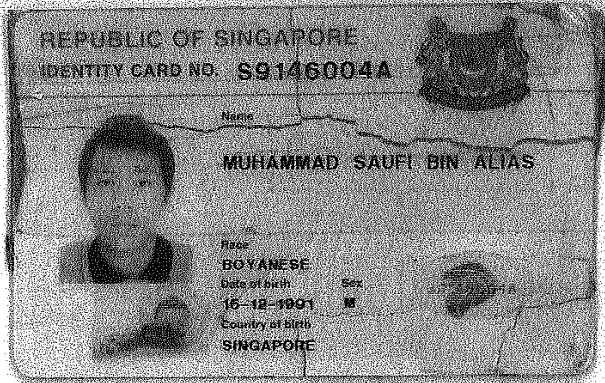 REPUBLIC OF SINGAPORE
IDENTITY CARD NO. S9146004A
Name
MUHAMMAD SAUFI BIN ALIAS
Race
BOYANESE
Date of birth Sex
15-12-1991 M
Country of birth
SINGAPORE